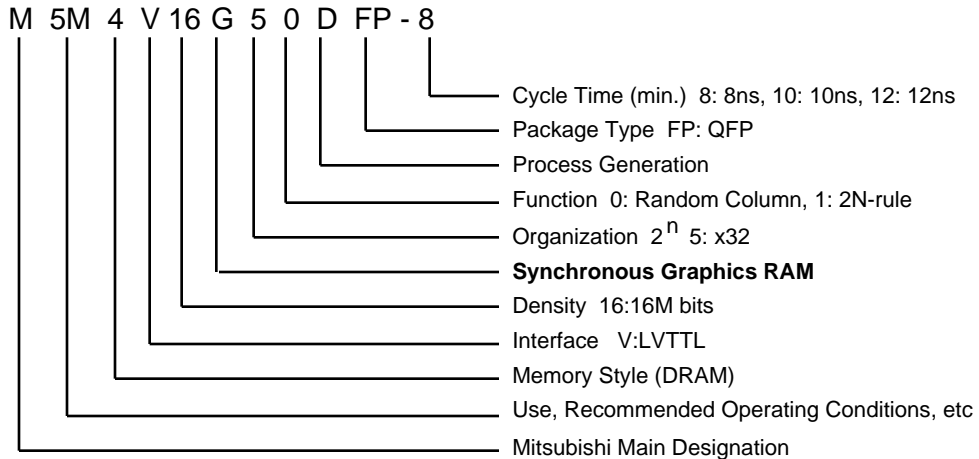 M 5M 4 V 16 G 5 0 D FP - 8
Cycle Time (min.) 8: 8ns, 10: 10ns, 12: 12ns
Package Type FP: QFP
Process Generation
Function 0: Random Column, 1: 2N-rule
Organization 2^n 5: x32
Synchronous Graphics RAM
Density 16:16M bits
Interface V:LVTTL
Memory Style (DRAM)
Use, Recommended Operating Conditions, etc
Mitsubishi Main Designation